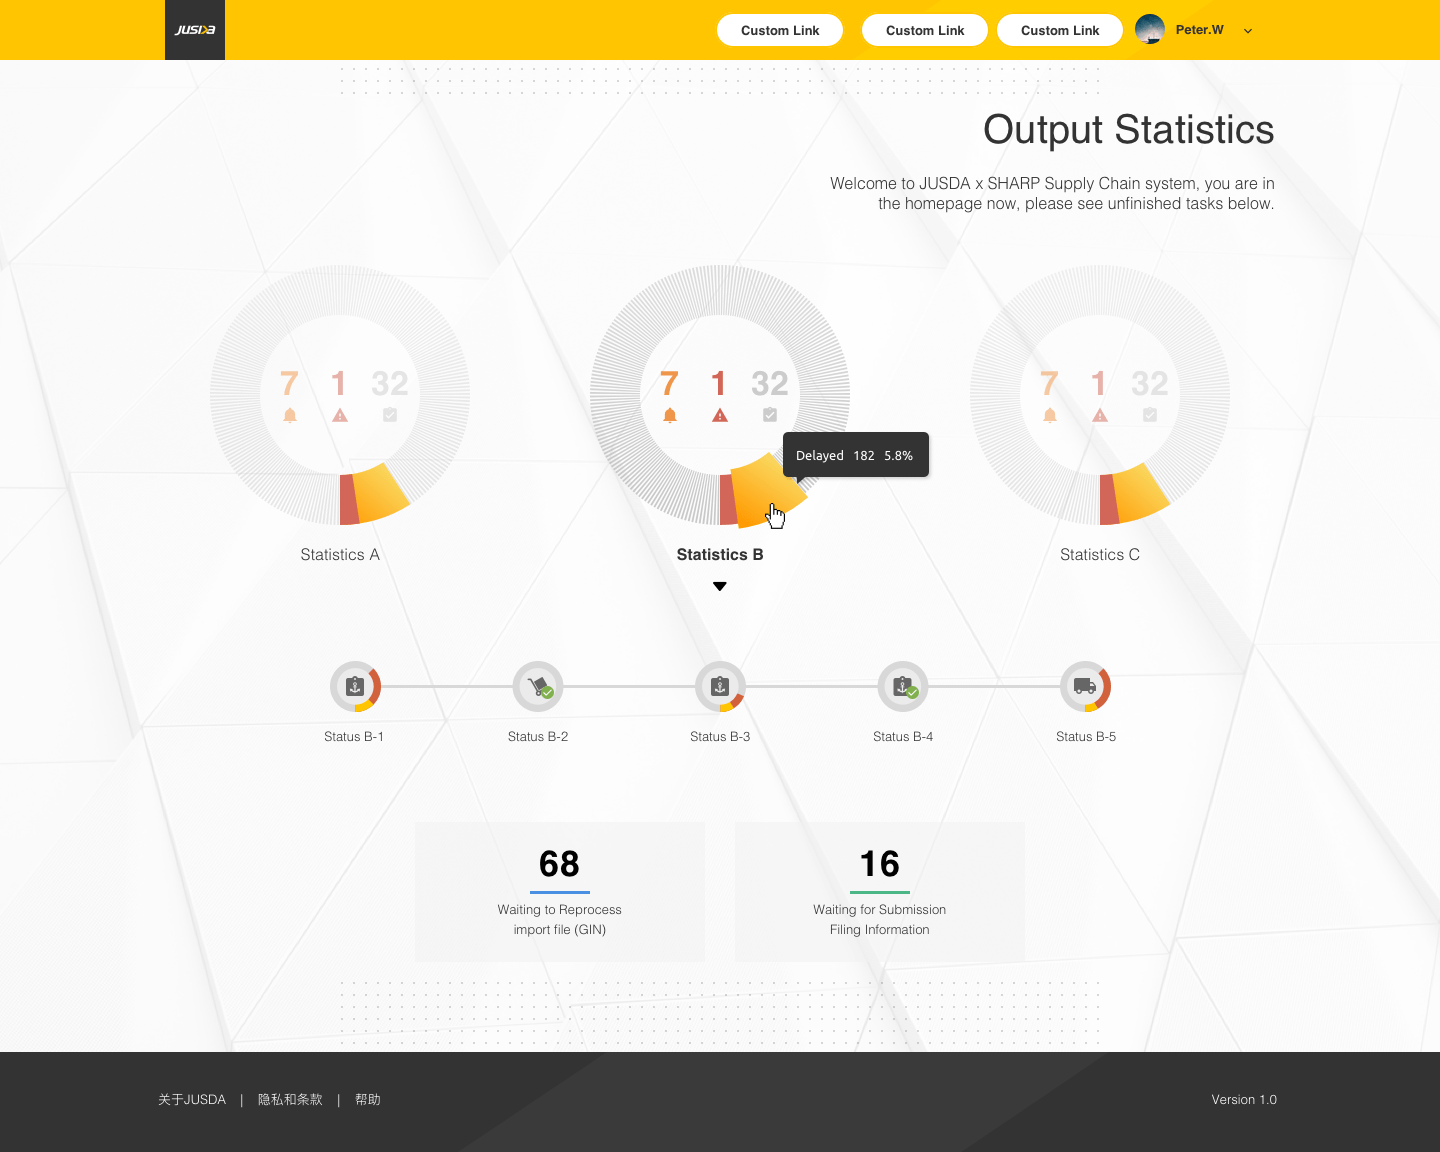 JUSDA
Custom Link
Custom Link
Custom Link
Peter.W
Output Statistics
Welcome to JUSDA x SHARP Supply Chain system, you are in
the homepage now, please see unfinished tasks below.
7 1 32
7 1 32
7 1 32
Delayed 182 5.8%
Statistics A
Statistics B
Statistics C
Status B-1
Status B-2
Status B-3
Status B-4
Status B-5
68
Waiting to Reprocess
import file (GIN)
16
Waiting for Submission
Filing Information
关于JUSDA | 隐私和条款 | 帮助
Version 1.0